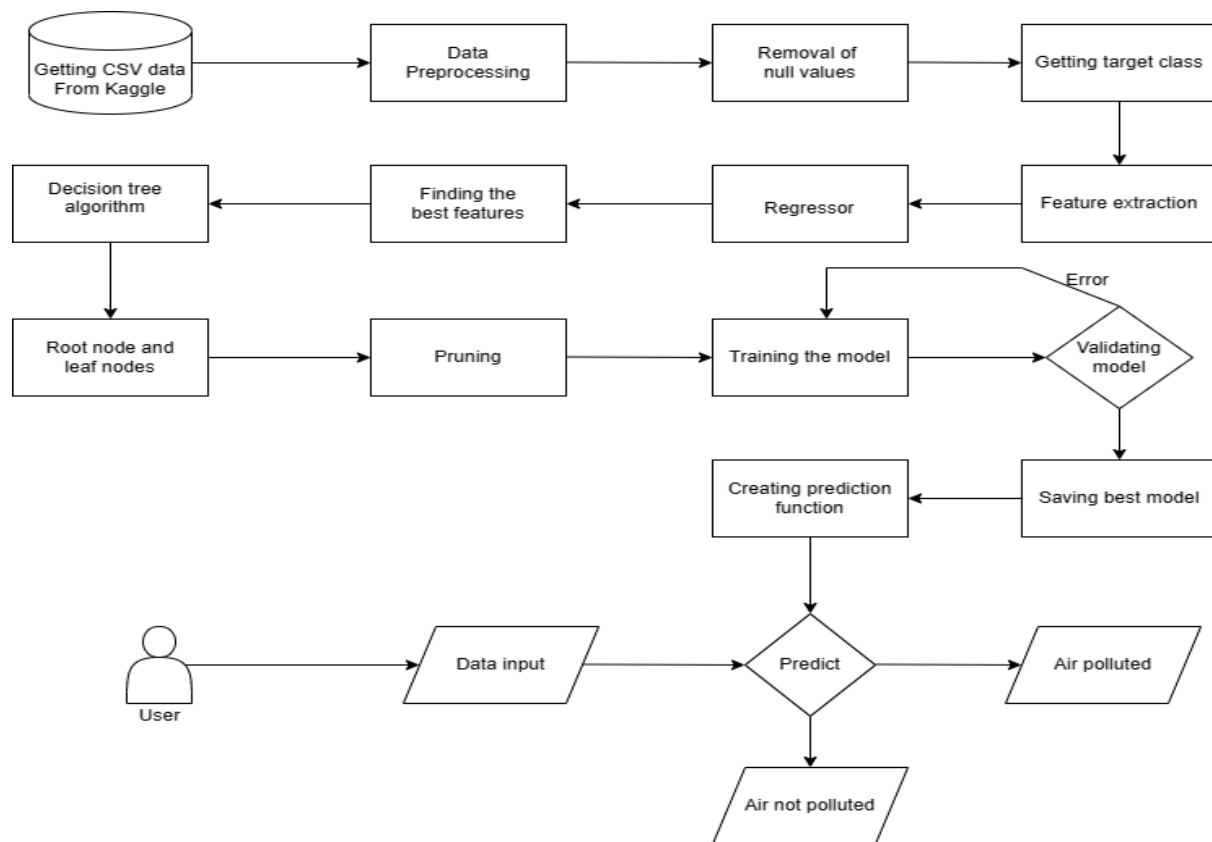 Getting CSV data
From Kaggle
Data
Preprocessing
Removal of
null values
Getting target class
Decision tree
algorithm
Finding the
best features
Regressor
Feature extraction
Error
Root node and
leaf nodes
Pruning
Training the model
Validating
model
Creating prediction
function
Saving best model
User
Data input
Predict
Air polluted
Air not polluted